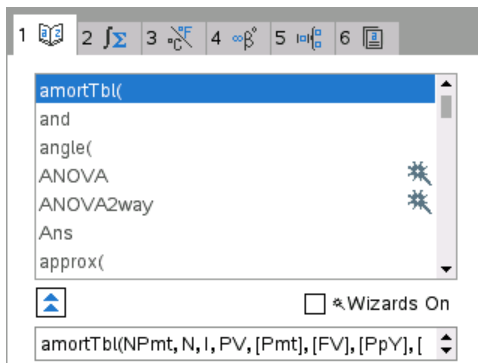 1 2 ∫Σ 3 °C °F 4 ∞β° 5 6
amortTbl(
and
angle(
ANOVA
ANOVA2way
Ans
approx(
Wizards On
amortTbl(NPmt, N, I, PV, [Pmt], [FV], [PpY], [